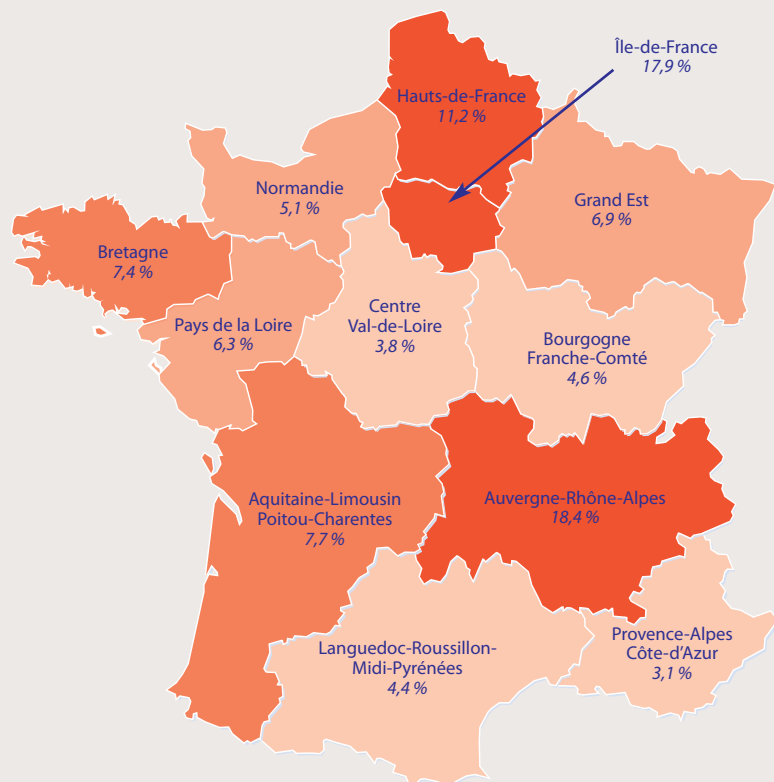 Île-de-France
17,9 %
Hauts-de-France
11,2 %
Normandie
5,1 %
Grand Est
6,9 %
Bretagne
7,4 %
Pays de la Loire
6,3 %
Centre
Val-de-Loire
3,8 %
Bourgogne
Franche-Comté
4,6 %
Aquitaine-Limousin
Poitou-Charentes
7,7 %
Auvergne-Rhône-Alpes
18,4 %
Languedoc-Roussillon-
Midi-Pyrénées
4,4 %
Provence-Alpes
Côte-d'Azur
3,1 %